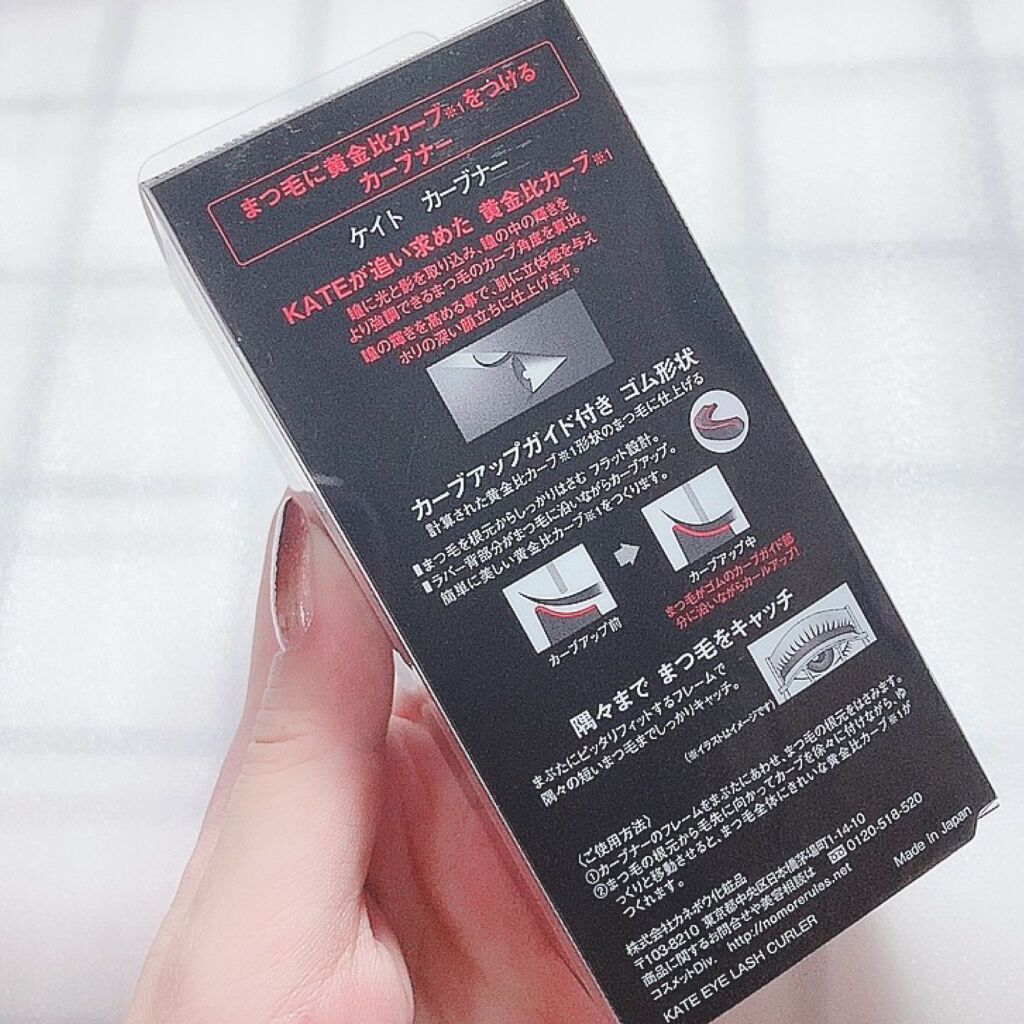 まつ毛に黄金比カーブ※1をつける
カーブナー
ケイト カーブナー
KATEが追い求めた 黄金比カーブ※1
瞳に光と影を取り込み、瞳の中の輝きを
より強調できるまつ毛のカーブ角度を算出。
瞳の輝きを高める事で、肌に立体感を与え
ホリの深い顔立ちに仕上げます。
カーブアップガイド付き ゴム形状
計算された黄金比カーブ※1形状のまつ毛に仕上げる
■まつ毛を根元からしっかりはさむ フラット設計。
■ラバー背部分がまつ毛に沿いながらカーブアップ。
簡単に美しい黄金比カーブ※1をつくります。
カーブアップ前
カーブアップ中
まつ毛がゴムのカーブガイド部
分に沿いながらカールアップ!
隅々まで まつ毛をキャッチ
まぶたにピッタリフィットするフレームで
隅々の短いまつ毛までしっかりキャッチ。
(※イラストはイメージです)
〈ご使用方法〉
①カーブナーのフレームをまぶたにあわせ、まつ毛の根元をはさみます。
②まつ毛の根元から毛先に向かってカーブを徐々に付けながら、ゆ
っくりと移動させると、まつ毛全体にきれいな黄金比カーブ※1が
つくれます。
株式会社カネボウ化粧品
〒103-8210 東京都中央区日本橋茅場町1-14-10
商品に関するお問合せや美容相談は 0120-518-520
コスメットDiv. http://nomorerules.net
KATE EYE LASH CURLER
Made in Japan